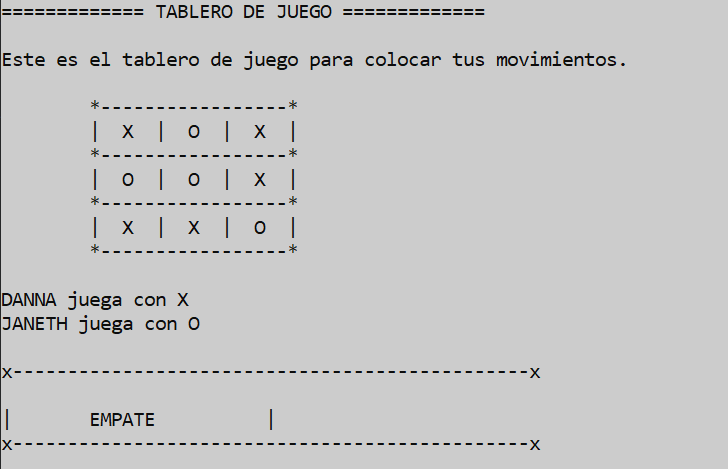 ============= TABLERO DE JUEGO =============
Este es el tablero de juego para colocar tus movimientos.
*-----------------*
|  X  |  O  |  X  |
*-----------------*
|  O  |  O  |  X  |
*-----------------*
|  X  |  X  |  O  |
*-----------------*
DANNA juega con X
JANETH juega con O
x-----------------------------------------------x
|       EMPATE          |
x-----------------------------------------------x